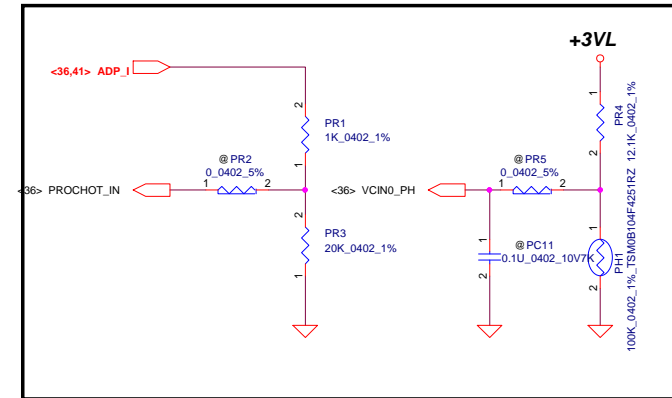 +3VL
<36,41> ADP_I
2
PR1
1K_0402_1%
1
1
PR4
12.1K_0402_1%
2
@PR2
0_0402_5%
<36> PROCHOT_IN
1
2
@PR5
0_0402_5%
<36> VCIN0_PH
1
2
2
PR3
20K_0402_1%
1
1
@PC11
0.1U_0402_10V7K
2
1
PH1
100K_0402_1%_TSM0B104F4251RZ
2